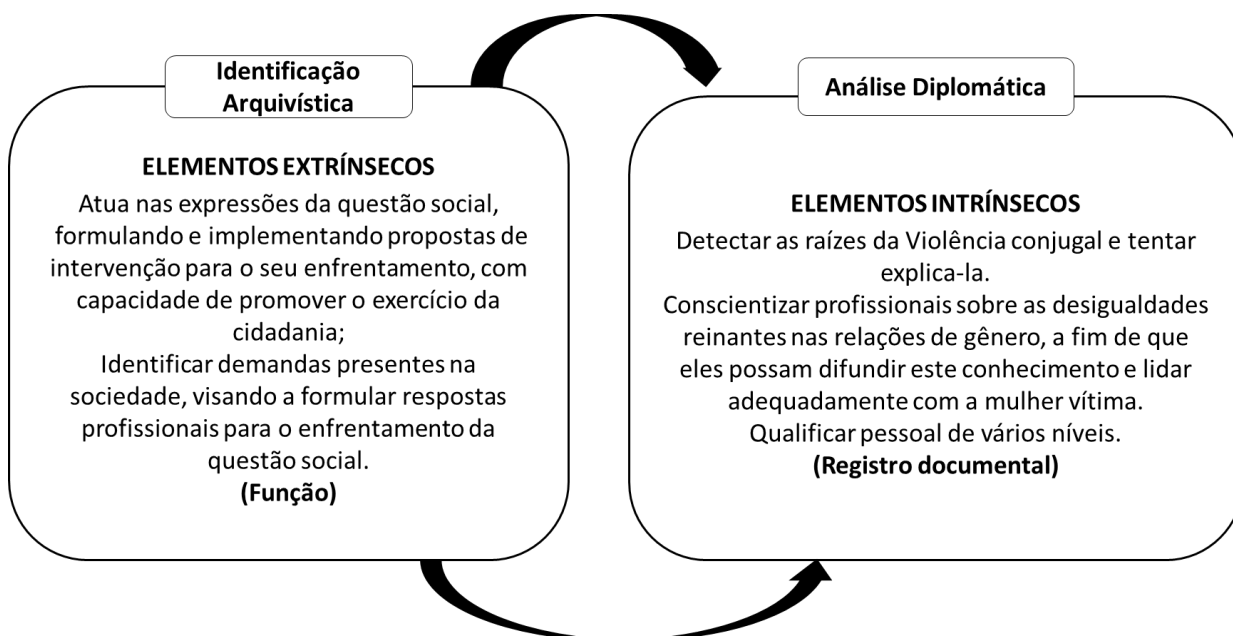 Identificação
Arquivística
ELEMENTOS EXTRÍNSECOS
Atua nas expressões da questão social,
formulando e implementando propostas de
intervenção para o seu enfrentamento, com
capacidade de promover o exercício da
cidadania;
Identificar demandas presentes na
sociedade, visando a formular respostas
profissionais para o enfrentamento da
questão social.
(Função)
Análise Diplomática
ELEMENTOS INTRÍNSECOS
Detectar as raízes da Violência conjugal e tentar
explica-la.
Conscientizar profissionais sobre as desigualdades
reinantes nas relações de gênero, a fim de que
eles possam difundir este conhecimento e lidar
adequadamente com a mulher vítima.
Qualificar pessoal de vários níveis.
(Registro documental)